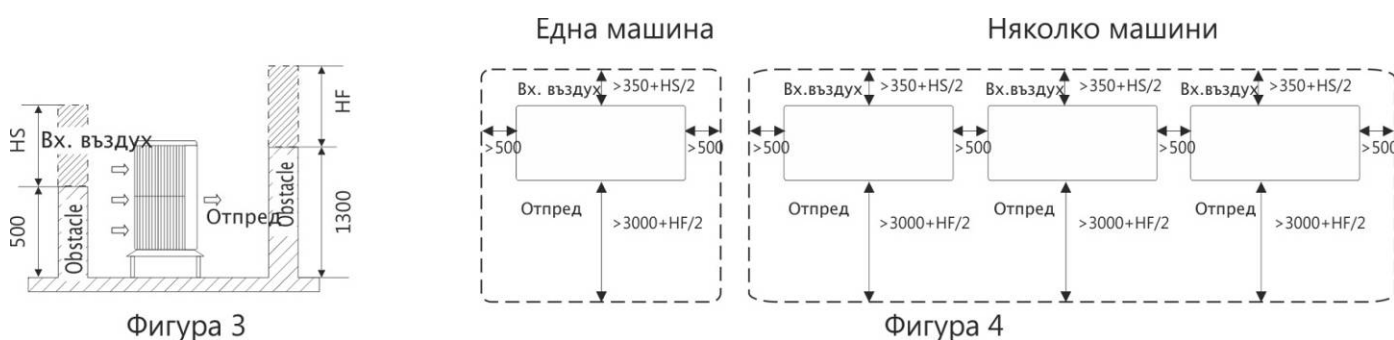 Една машина
Няколко машини
HS
500
Вх. въздух
Obstacle
Отпред
Obstacle
HF
1300
Фигура 3
Вх. въздух >350+HS/2
>500 >500
Отпред
>3000+HF/2
Вх.въздух >350+HS/2 Вх.въздух >350+HS/2 Вх.въздух >350+HS/2
>500 >500 >500 >500
Отпред Отпред Отпред
>3000+HF/2 >3000+HF/2 >3000+HF/2
Фигура 4